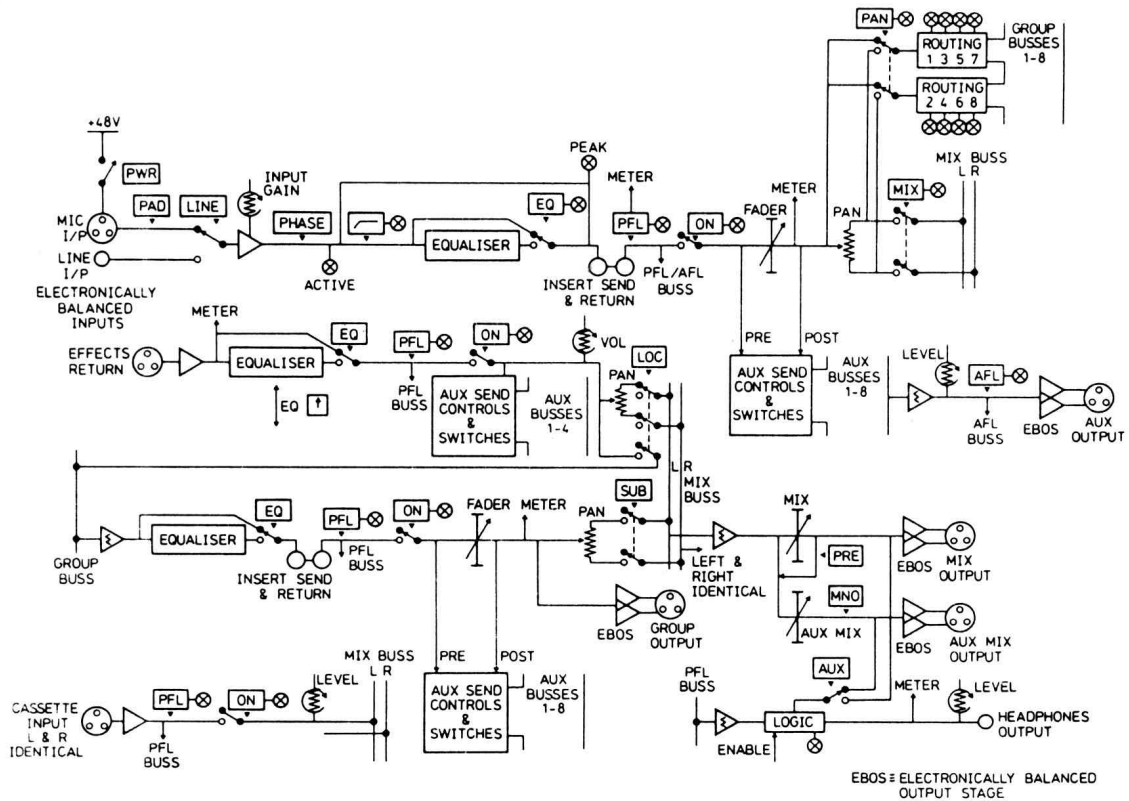 PAN
ROUTING
1 3 5 7
GROUP
BUSSES
1-8
ROUTING
2 4 6 8
+48V
PWR
MIC
I/P
PAD
LINE
INPUT
GAIN
PHASE
ACTIVE
PEAK
EQ
EQUALISER
INSERT SEND
& RETURN
METER
PFL
PFL/AFL
BUSS
ON
FADER
METER
PAN
MIX
MIX BUSS
L R
LINE
I/P
ELECTRONICALLY
BALANCED
INPUTS
METER
EFFECTS
RETURN
EQUALISER
EQ
EQ
PFL
PFL
BUSS
ON
AUX SEND
CONTROLS
&
SWITCHES
AUX
BUSSES
1-4
VOL
PAN
LOC
L R
MIX
BUSS
PRE
POST
AUX SEND
CONTROLS
&
SWITCHES
AUX
BUSSES
1-8
LEVEL
AFL
AFL
BUSS
EBOS
AUX
OUTPUT
GROUP
BUSS
EQUALISER
EQ
INSERT SEND
& RETURN
PFL
PFL
BUSS
ON
FADER
METER
PAN
SUB
LEFT &
RIGHT
IDENTICAL
MIX
PRE
EBOS
MIX
OUTPUT
MNO
AUX MIX
EBOS
AUX MIX
OUTPUT
EBOS
GROUP
OUTPUT
PRE
POST
AUX SEND
CONTROLS
&
SWITCHES
AUX
BUSSES
1-8
CASSETTE
INPUT
L & R
IDENTICAL
PFL
PFL
BUSS
ON
LEVEL
MIX BUSS
L R
PFL
BUSS
AUX
LOGIC
ENABLE
METER
LEVEL
HEADPHONES
OUTPUT
EBOS ≡ ELECTRONICALLY BALANCED
OUTPUT STAGE